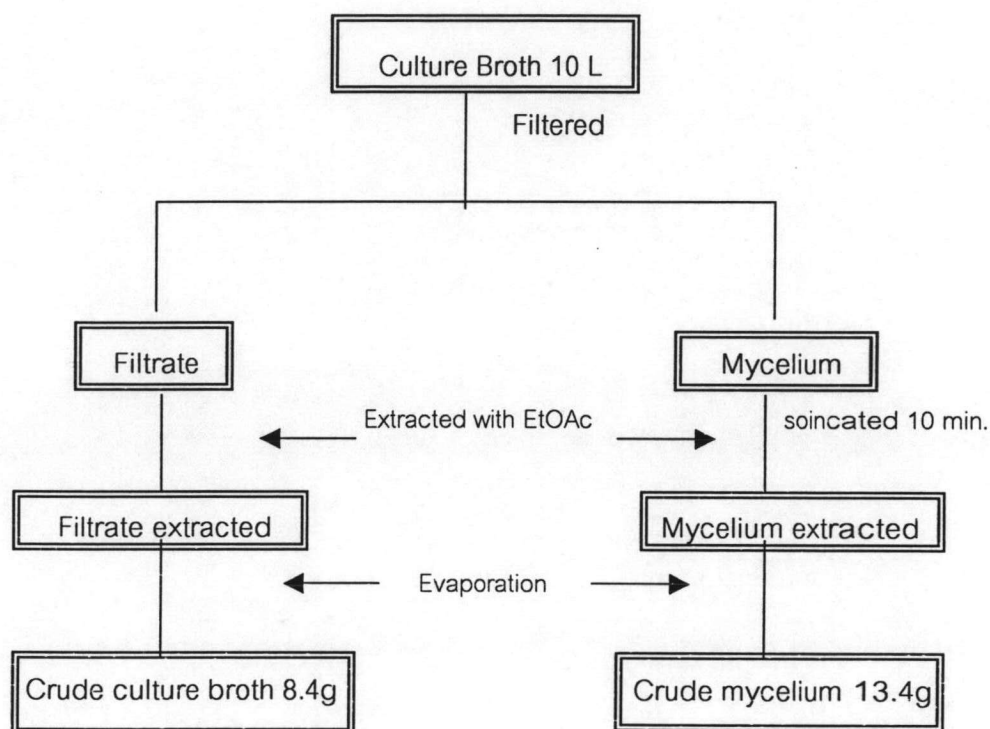 Culture Broth 10 L
Filtered
Filtrate
Mycelium
Extracted with EtOAc
soincated 10 min.
Filtrate extracted
Mycelium extracted
Evaporation
Crude culture broth 8.4g
Crude mycelium 13.4g